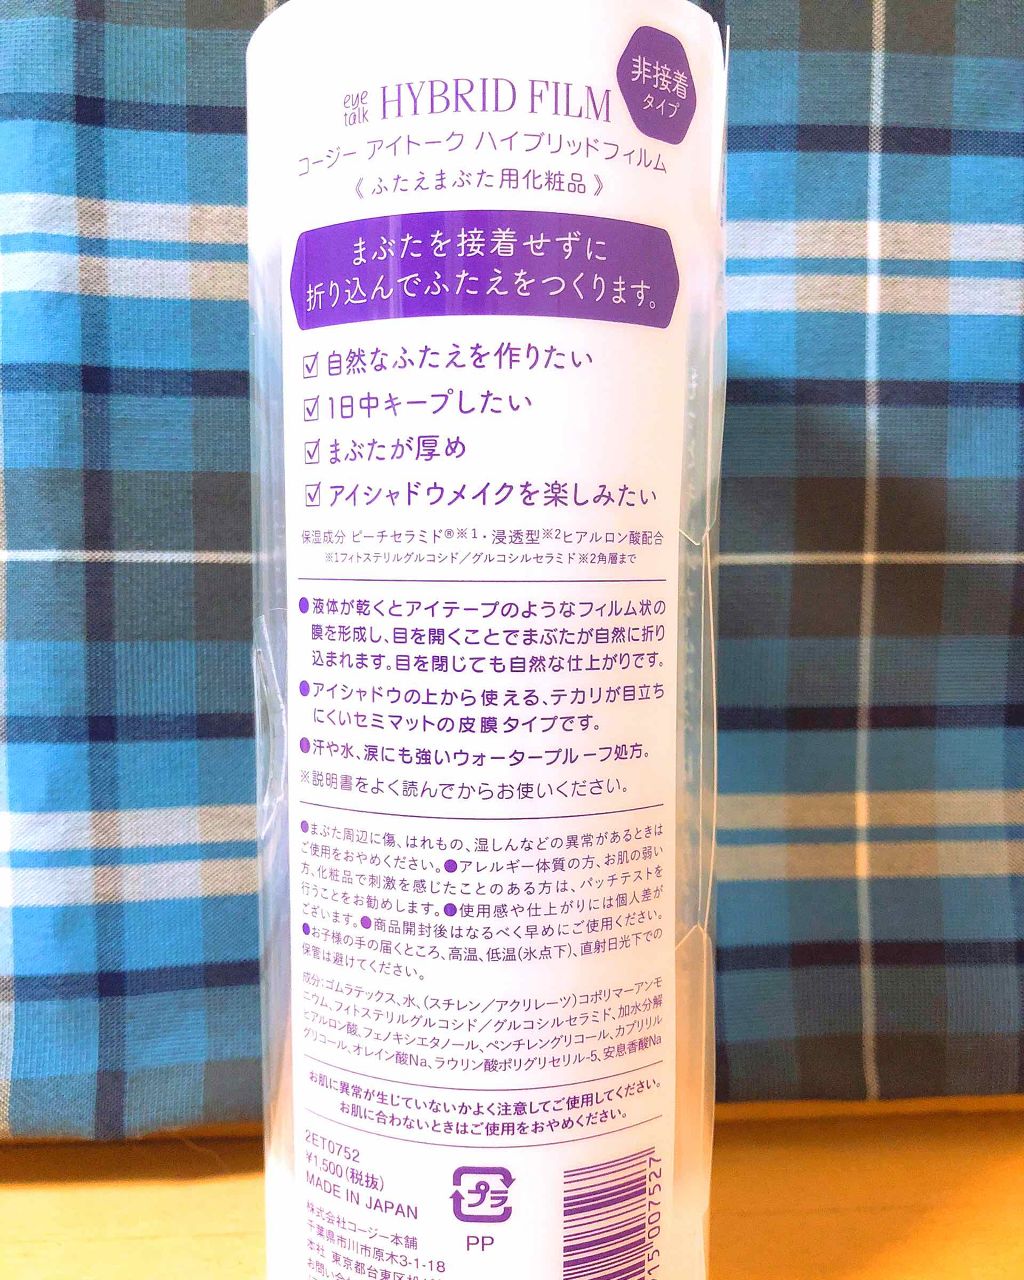 非接着
タイプ
eye
talk
HYBRID FILM
コージー アイトーク ハイブリッドフィルム
《 ふたえまぶた用化粧品 》
まぶたを接着せずに
折り込んでふたえをつくります。
☑ 自然なふたえを作りたい
☑ 1日中キープしたい
☑ まぶたが厚め
☑ アイシャドウメイクを楽しみたい
保湿成分 ピーチセラミド®※1・浸透型※2ヒアルロン酸配合
※1フィトステリルグルコシド／グルコシルセラミド ※2角層まで
●液体が乾くとアイテープのようなフィルム状の
膜を形成し、目を開くことでまぶたが自然に折り
込まれます。目を閉じても自然な仕上がりです。
●アイシャドウの上から使える、テカリが目立ち
にくいセミマットの皮膜タイプです。
●汗や水、涙にも強いウォータープルーフ処方。
※説明書をよく読んでからお使いください。
●まぶた周辺に傷、はれもの、湿しんなどの異常があるときは
ご使用をおやめください。●アレルギー体質の方、お肌の弱い
方、化粧品で刺激を感じたことのある方は、パッチテストを
行うことをお勧めします。●使用感や仕上がりには個人差が
ございます。●商品開封後はなるべく早めにご使用ください。
●お子様の手の届くところ、高温、低温(氷点下)、直射日光下での
保管は避けてください。
成分：ゴムラテックス、水、(スチレン／アクリレーツ)コポリマーアンモ
ニウム、フィトステリルグルコシド／グルコシルセラミド、加水分解
ヒアルロン酸、フェノキシエタノール、ペンチレングリコール、カプリリル
グリコール、オレイン酸Na、ラウリン酸ポリグリセリル-5、安息香酸Na
お肌に異常が生じていないかよく注意してご使用してください。
お肌に合わないときはご使用をおやめください。
2ET0752
¥1,500(税抜)
MADE IN JAPAN
プラ
PP
株式会社コージー本舗
千葉県市川市原木3-1-18
本社 東京都台東区
お問い合
15 007527